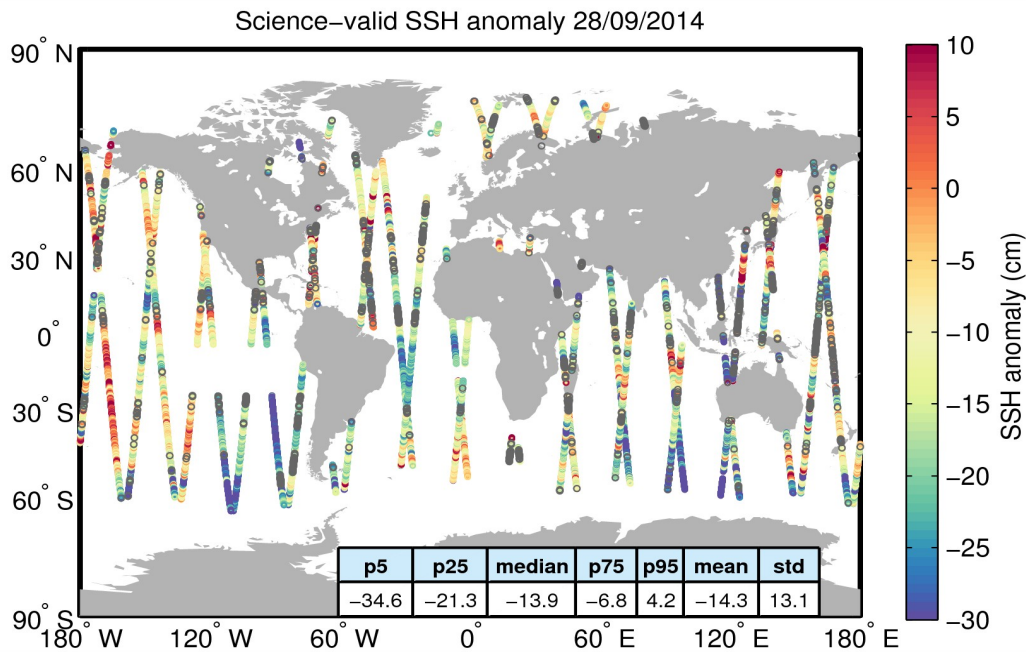 Science−valid SSH anomaly 28/09/2014
90° N
60° N
30° N
0°
30° S
60° S
90° S
180° W
120° W
60° W
0°
60° E
120° E
180° E
p5 p25 median p75 p95 mean std
−34.6 −21.3 −13.9 −6.8 4.2 −14.3 13.1
10
5
0
−5
−10
−15
−20
−25
−30
SSH anomaly (cm)